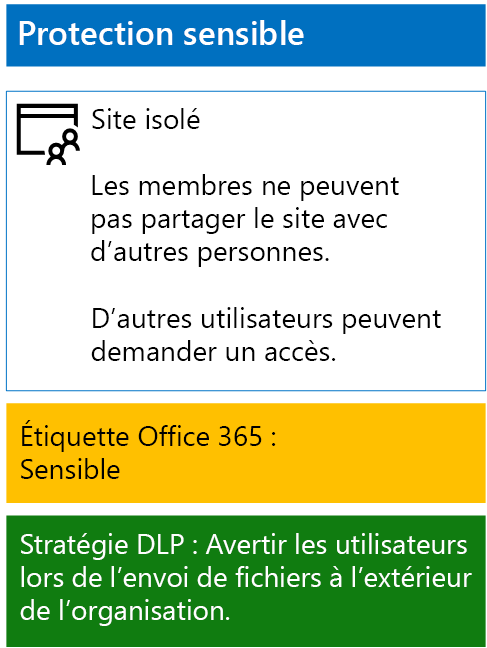 Protection sensible
Site isolé
Les membres ne peuvent
pas partager le site avec
d’autres personnes.
D’autres utilisateurs peuvent
demander un accès.
Étiquette Office 365 :
Sensible
Stratégie DLP : Avertir les utilisateurs
lors de l’envoi de fichiers à l’extérieur
de l’organisation.